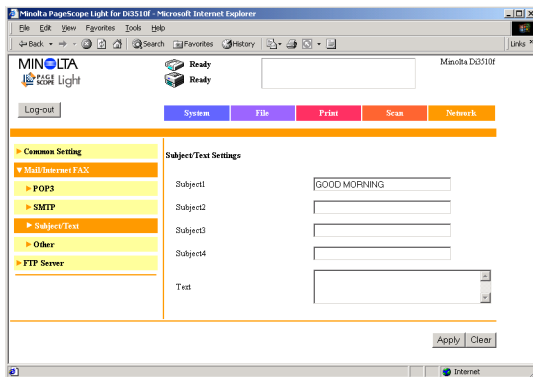 Minolta PageScope Light for Di3510f - Microsoft Internet Explorer
File Edit View Favorites Tools Help
Back Search Favorites History Links »
MINOLTA Ready Minolta Di3510f
PAGE SCOPE Light Ready
Log-out System File Print Scan Network
Common Setting
Subject/Text Settings
Mail/Internet FAX
POP3 Subject1 GOOD MORNING
SMTP Subject2
Subject/Text Subject3
Other Subject4
FTP Server
Text
Apply Clear
Internet